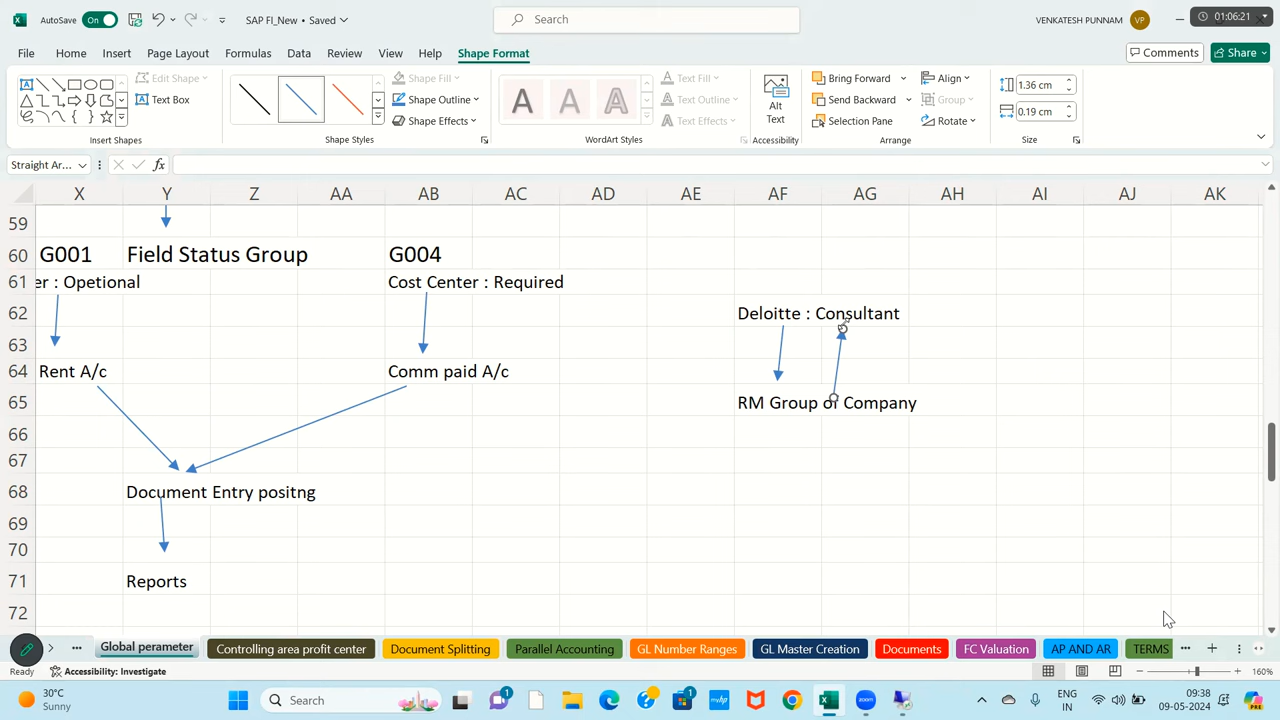 AutoSave On SAP FI_New • Saved Search VENKATESH PUNNAM VP 01:06:21
File Home Insert Page Layout Formulas Data Review View Help Shape Format Comments Share
Edit Shape
Text Box
Insert Shapes
Shape Fill
Shape Outline
Shape Effects
Shape Styles
A A A
Text Fill
Text Outline
Text Effects
WordArt Styles
Alt
Text
Accessibility
Bring Forward
Send Backward
Selection Pane
Align
Group
Rotate
Arrange
1.36 cm
0.19 cm
Size
Straight Ar... fx
X Y Z AA AB AC AD AE AF AG AH AI AJ AK
59
60 G001 Field Status Group G004
61 er : Opetional Cost Center : Required
62 Deloitte : Consultant
63
64 Rent A/c Comm paid A/c
65 RM Group of Company
66
67
68 Document Entry positng
69
70
71 Reports
72
Global perameter Controlling area profit center Document Splitting Parallel Accounting GL Number Ranges GL Master Creation Documents FC Valuation AP AND AR TERMS
Ready Accessibility: Investigate 160%
30°C
Sunny
Search
1
1
zoom
ENG
IN
09:38
09-05-2024
PRE